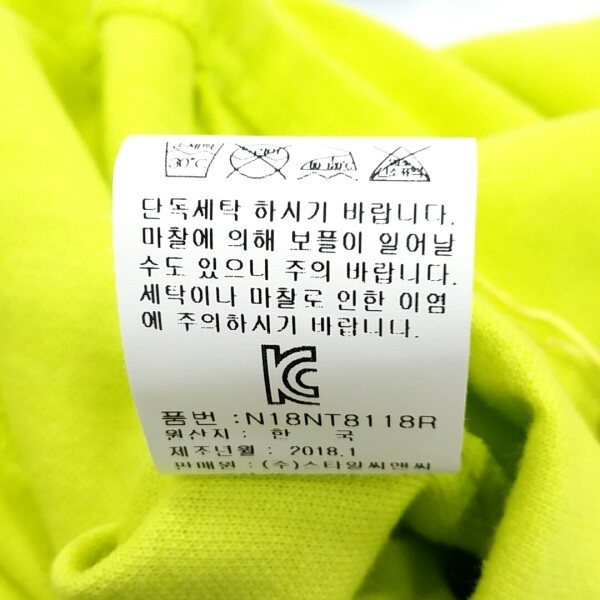 30℃
단독세탁 하시기 바랍니다.
마찰에 의해 보플이 일어날
수도 있으니 주의 바랍니다.
세탁이나 마찰로 인한 이염
에 주의하시기 바랍니다.
KC
품번 :N18NT8118R
원산지 : 한 국
제조년월 : 2018.1
판매원 : (주)스타일씨앤씨